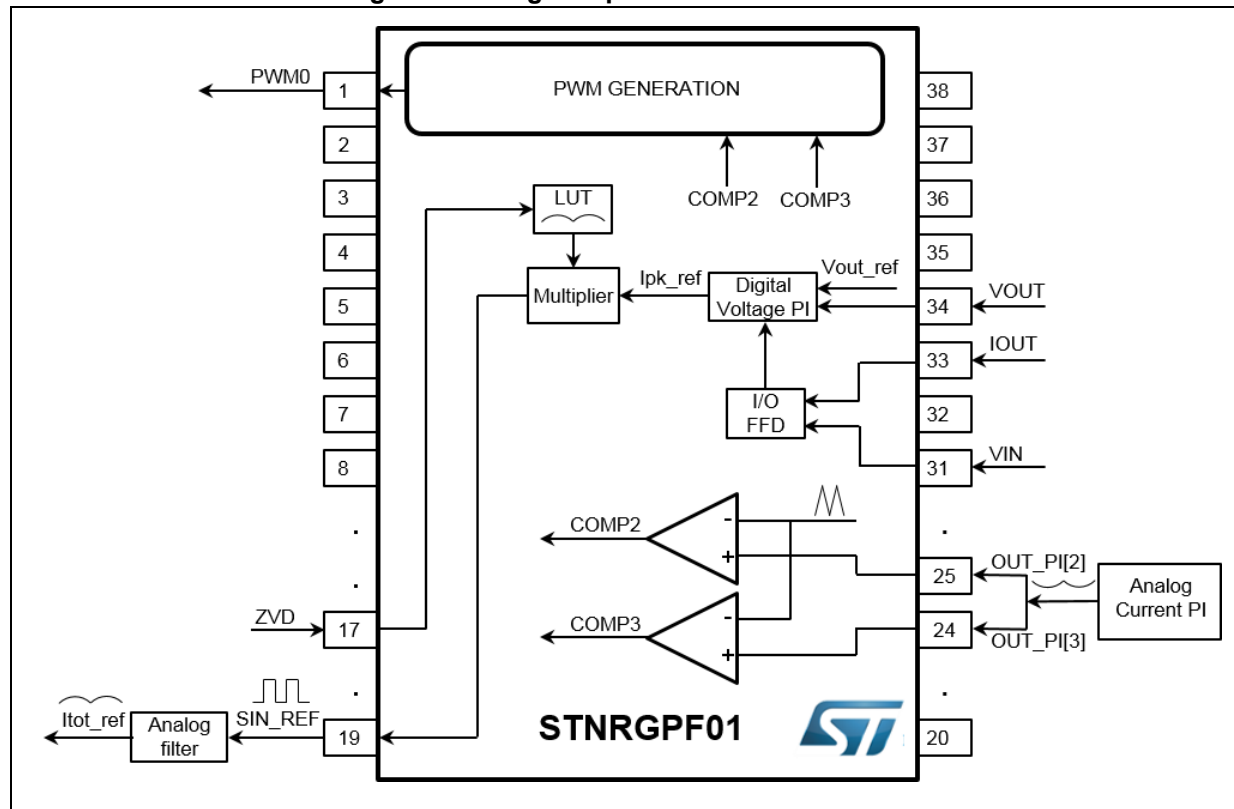 PWM0
1
PWM GENERATION
38
2
37
3
LUT
COMP2
COMP3
36
4
35
Multiplier
Ipk_ref
Digital
Voltage PI
Vout_ref
5
34
VOUT
6
33
IOUT
7
I/O
FFD
32
8
31
VIN
.
COMP2
-
+
.
25
OUT_PI[2]
Analog
Current PI
.
ZVD
17
COMP3
-
+
24
OUT_PI[3]
.
.
Itot_ref
Analog
filter
SIN_REF
19
STNRGPF01
ST
20